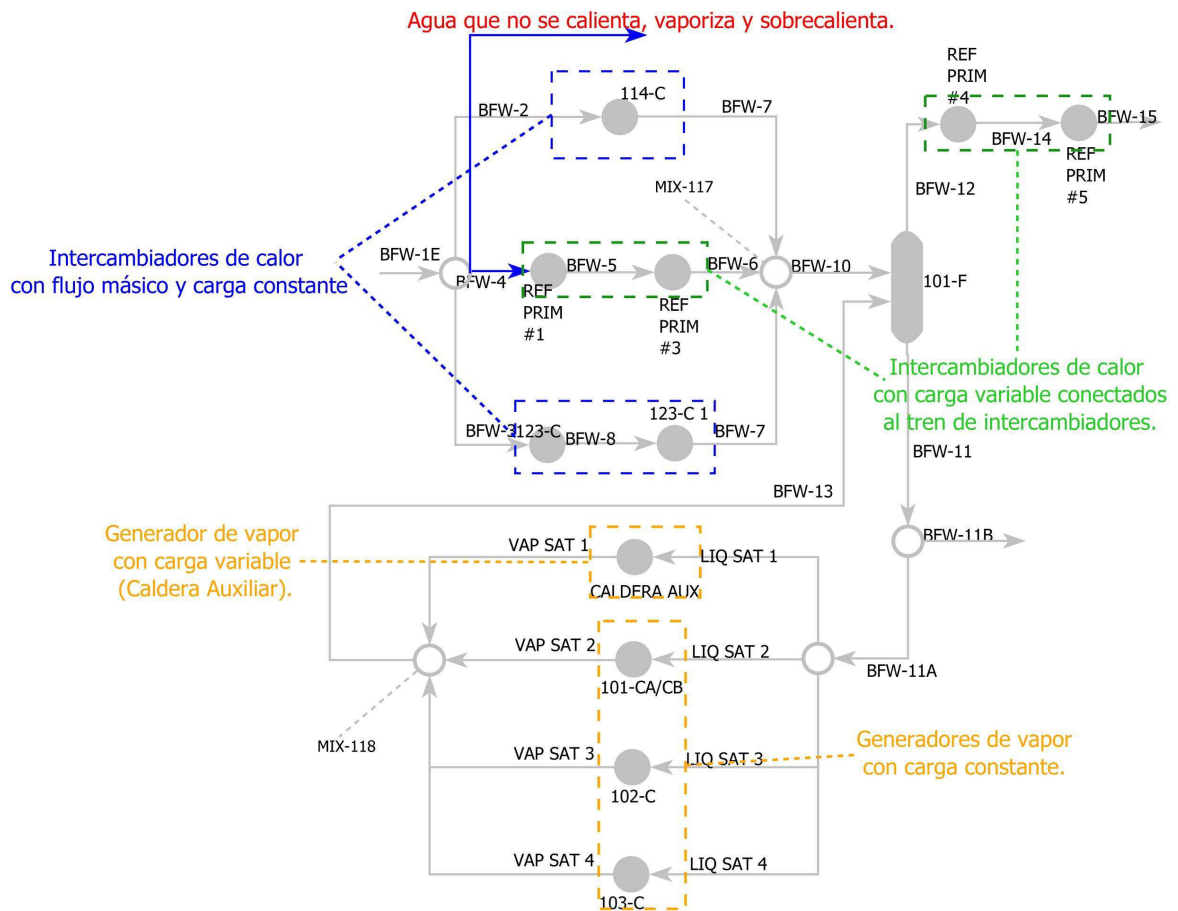 Agua que no se calienta, vaporiza y sobrecalienta.
REF
PRIM
#4
114-C
BFW-2
BFW-7
BFW-15
BFW-14
REF
PRIM
#5
MIX-117
BFW-12
Intercambiadores de calor
con flujo másico y carga constante
BFW-1E
BFW-4
BFW-5
BFW-6
BFW-10
101-F
REF
PRIM
#1
REF
PRIM
#3
Intercambiadores de calor
con carga variable conectados
al tren de intercambiadores.
BFW-3
123-C
BFW-8
123-C 1
BFW-7
BFW-11
BFW-13
Generador de vapor
con carga variable
(Caldera Auxiliar).
VAP SAT 1
LIQ SAT 1
CALDERA AUX
BFW-11B
VAP SAT 2
LIQ SAT 2
101-CA/CB
BFW-11A
MIX-118
VAP SAT 3
LIQ SAT 3
102-C
Generadores de vapor
con carga constante.
VAP SAT 4
LIQ SAT 4
103-C